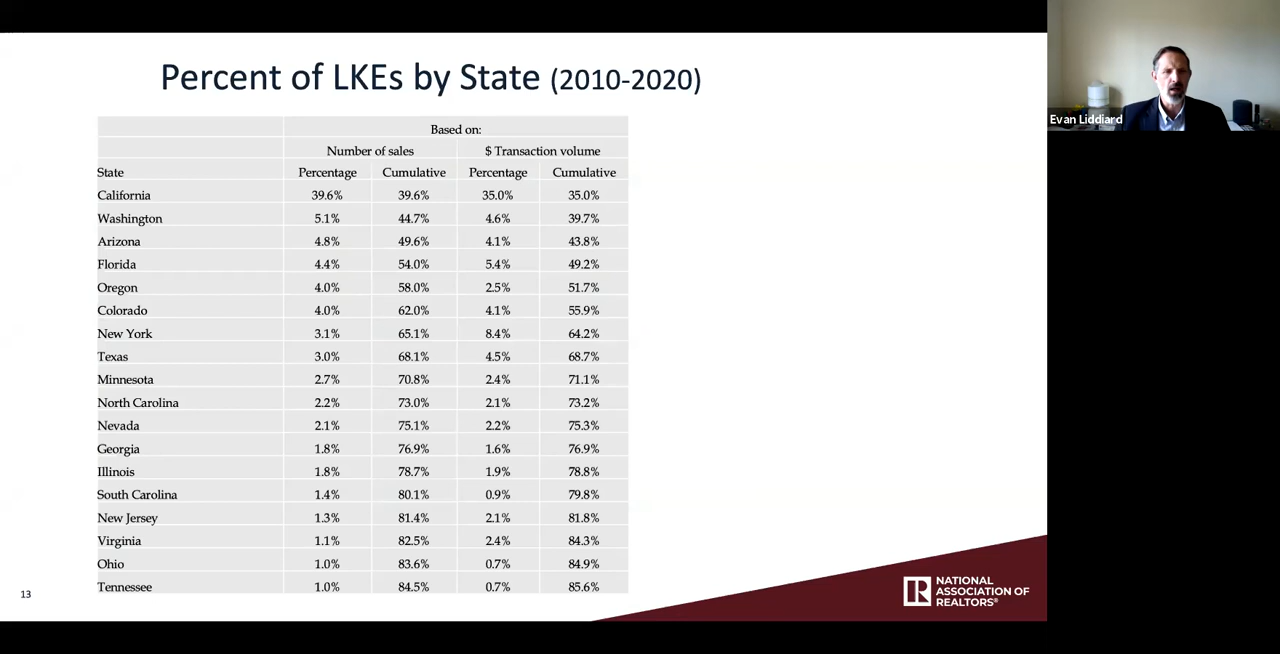 Percent of LKEs by State (2010-2020)
Based on:
Number of sales $ Transaction volume
State Percentage Cumulative Percentage Cumulative
California 39.6% 39.6% 35.0% 35.0%
Washington 5.1% 44.7% 4.6% 39.7%
Arizona 4.8% 49.6% 4.1% 43.8%
Florida 4.4% 54.0% 5.4% 49.2%
Oregon 4.0% 58.0% 2.5% 51.7%
Colorado 4.0% 62.0% 4.1% 55.9%
New York 3.1% 65.1% 8.4% 64.2%
Texas 3.0% 68.1% 4.5% 68.7%
Minnesota 2.7% 70.8% 2.4% 71.1%
North Carolina 2.2% 73.0% 2.1% 73.2%
Nevada 2.1% 75.1% 2.2% 75.3%
Georgia 1.8% 76.9% 1.6% 76.9%
Illinois 1.8% 78.7% 1.9% 78.8%
South Carolina 1.4% 80.1% 0.9% 79.8%
New Jersey 1.3% 81.4% 2.1% 81.8%
Virginia 1.1% 82.5% 2.4% 84.3%
Ohio 1.0% 83.6% 0.7% 84.9%
Tennessee 1.0% 84.5% 0.7% 85.6%
13
R
NATIONAL
ASSOCIATION OF
REALTORS®
Evan Liddiard